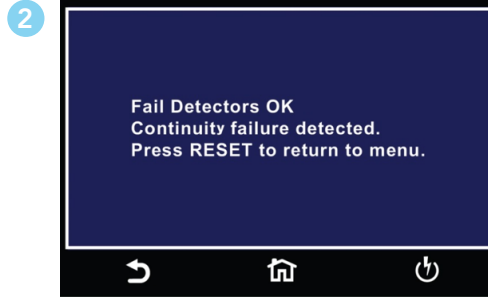 2
Fail Detectors OK
Continuity failure detected.
Press RESET to return to menu.